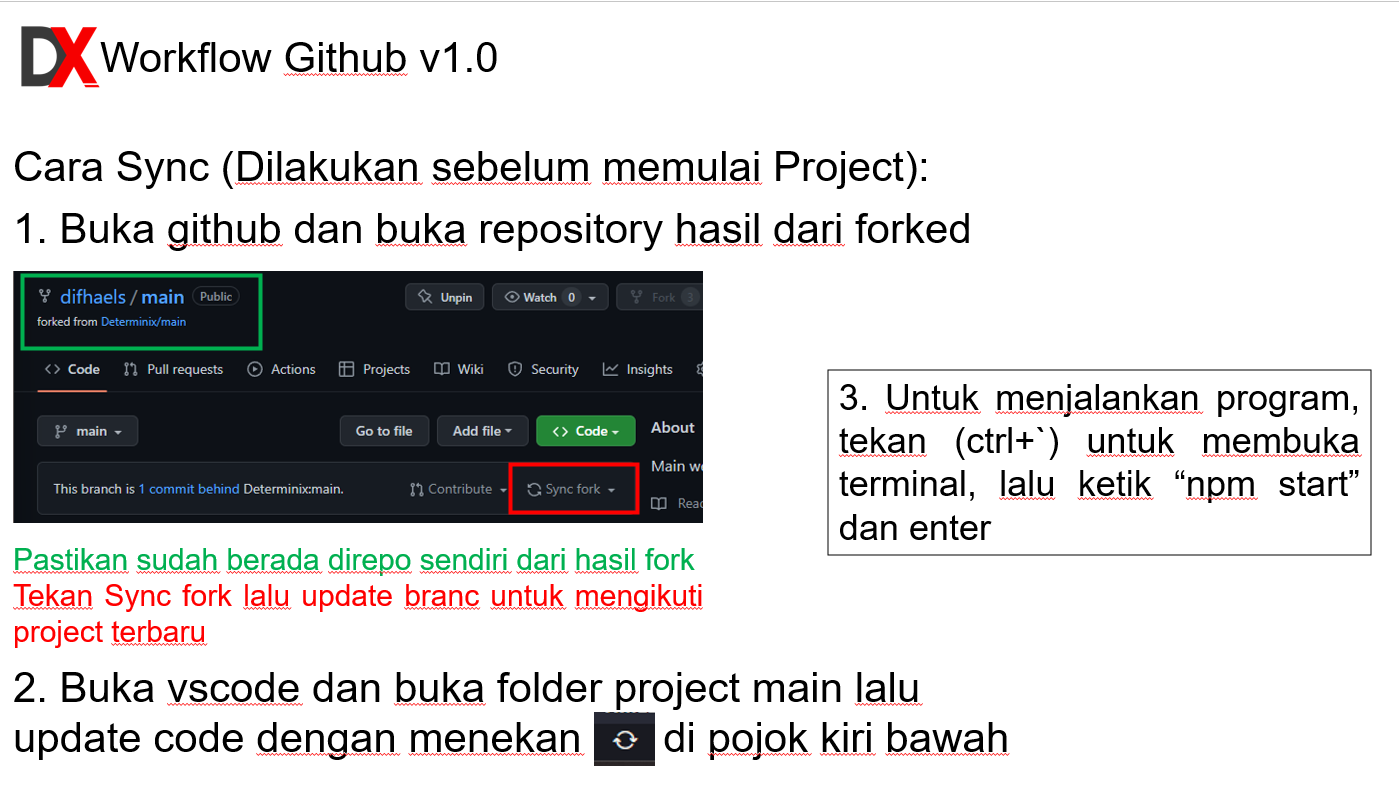 DX Workflow Github v1.0
Cara Sync (Dilakukan sebelum memulai Project):
1. Buka github dan buka repository hasil dari forked
difhaels / main Public
Unpin Watch 0 Fork 3
forked from Determinix/main
Code Pull requests Actions Projects Wiki Security Insights
main Go to file Add file Code About
Main
This branch is 1 commit behind Determinix:main. Contribute Sync fork
Pastikan sudah berada direpo sendiri dari hasil fork
Tekan Sync fork lalu update branc untuk mengikuti
project terbaru
2. Buka vscode dan buka folder project main lalu
update code dengan menekan di pojok kiri bawah
3. Untuk menjalankan program,
tekan (ctrl+`) untuk membuka
terminal, lalu ketik “npm start”
dan enter